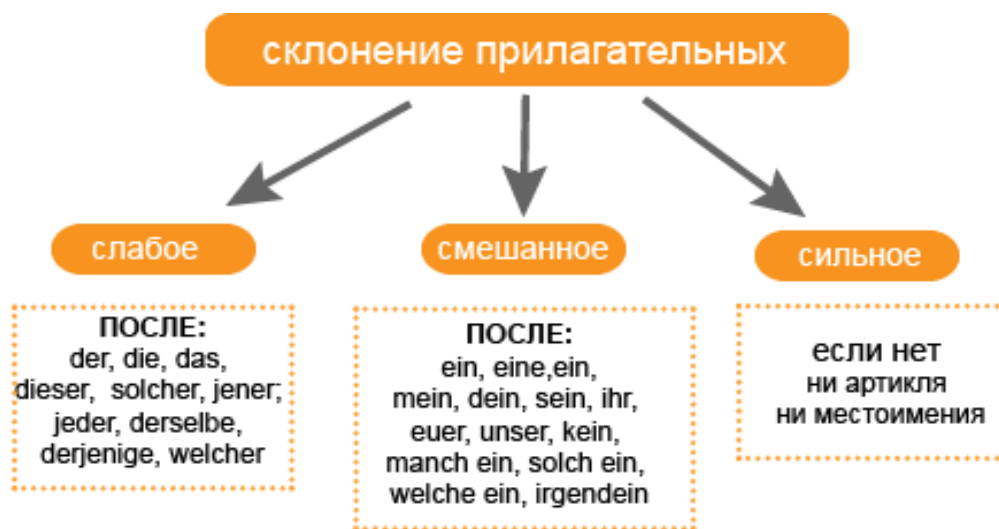 склонение прилагательных
слабое
ПОСЛЕ:
der, die, das,
dieser, solcher, jener;
jeder, derselbe,
derjenige, welcher
смешанное
ПОСЛЕ:
ein, eine,ein,
mein, dein, sein, ihr,
euer, unser, kein,
manch ein, solch ein,
welche ein, irgendein
сильное
если нет
ни артикля
ни местоимения